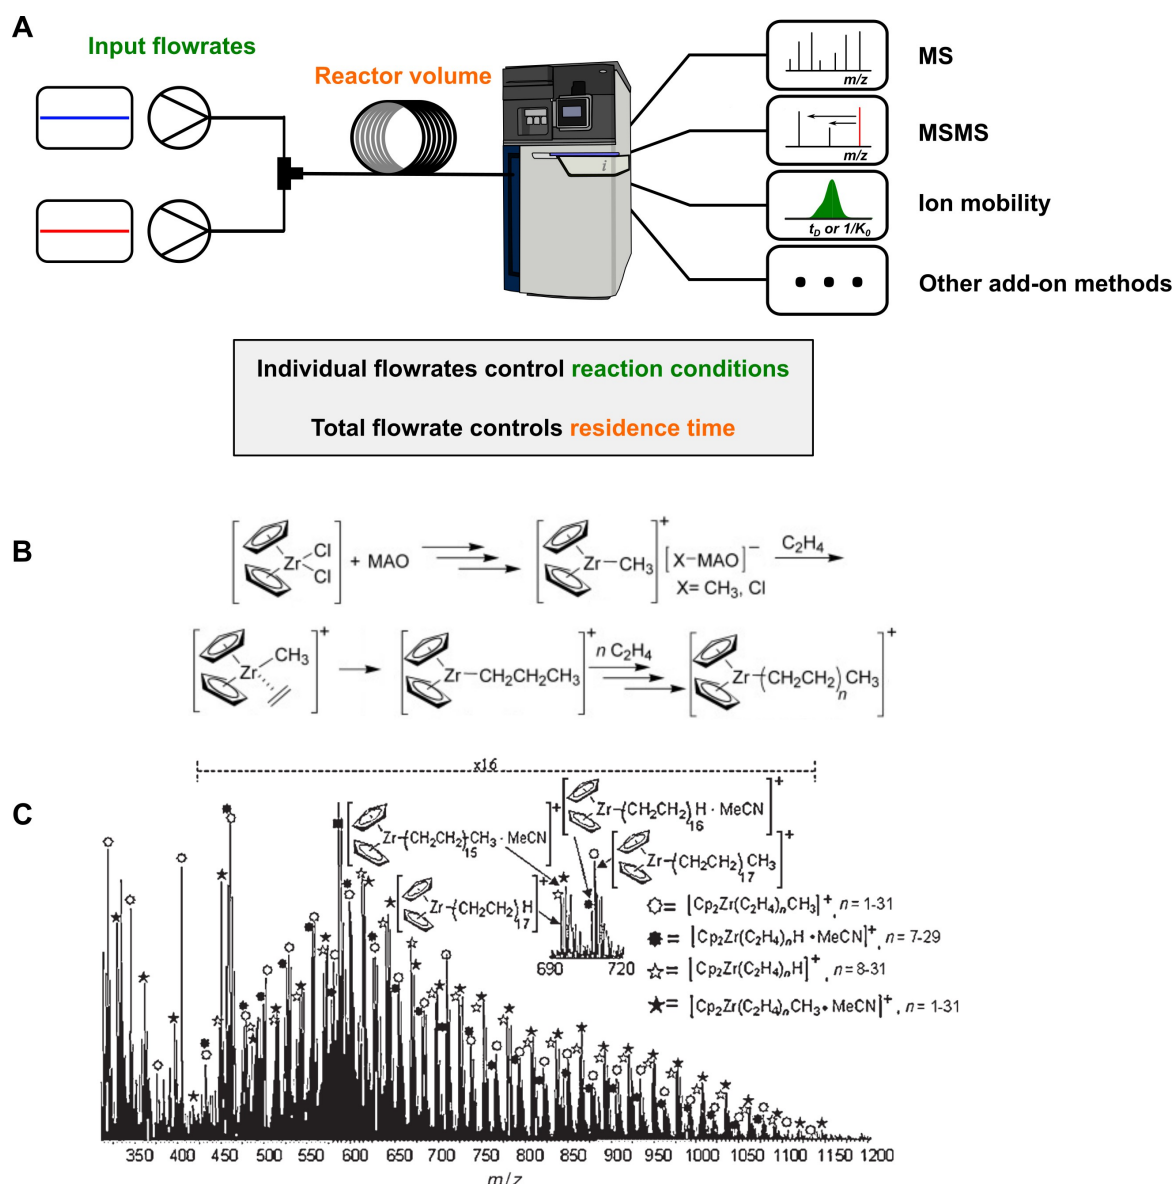 A
Input flowrates
Reactor volume
m/z
MS
m/z
MSMS
t_D or 1/K_0
Ion mobility
Other add-on methods
Individual flowrates control reaction conditions
Total flowrate controls residence time
B
Zr
Cl
Cl
+ MAO
Zr—CH3
+
[X—MAO]−
X= CH3, Cl
C2H4
Zr
CH3
+
Zr—CH2CH2CH3
+
n C2H4
Zr—(CH2CH2)nCH3
+
x16
C
Zr—(CH2CH2)15CH3 · MeCN
+
Zr—(CH2CH2)16H · MeCN
+
Zr—(CH2CH2)17CH3
+
Zr—(CH2CH2)17H
+
690 720
= [Cp2Zr(C2H4)nCH3]+, n = 1-31
= [Cp2Zr(C2H4)nH • MeCN]+, n = 7-29
= [Cp2Zr(C2H4)nH]+, n = 8-31
= [Cp2Zr(C2H4)nCH3 • MeCN]+, n = 1-31
350 400 450 500 550 600 650 700 750 800 850 900 950 1000 1050 1100 1150 1200
m/z